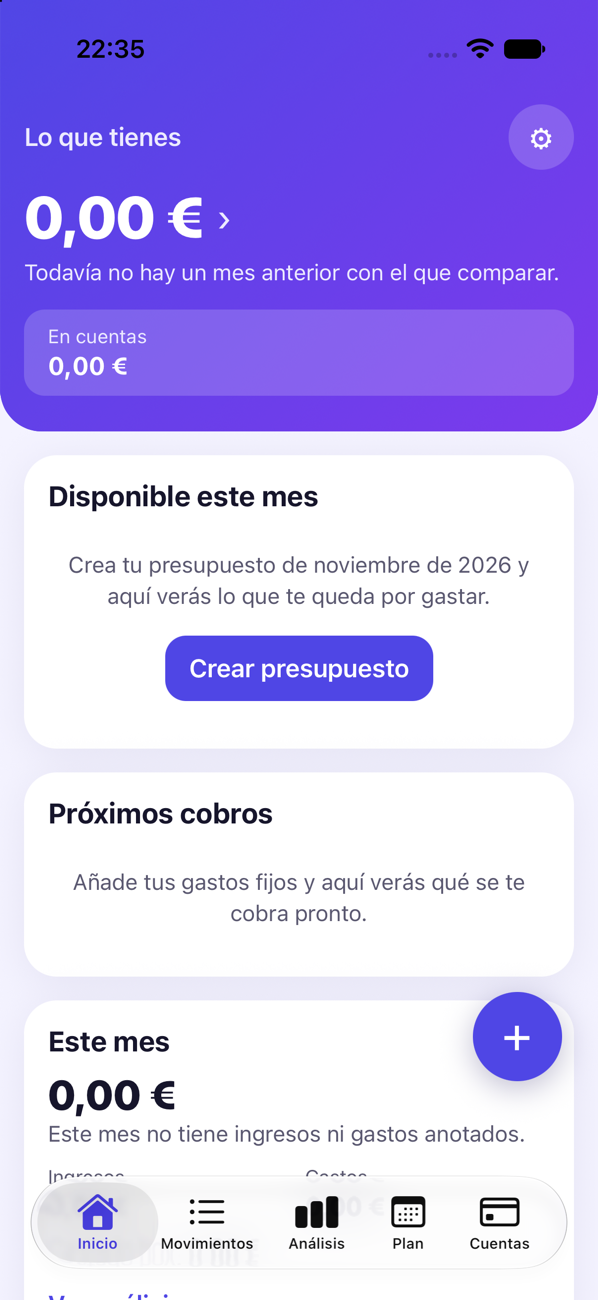 22:35
Lo que tienes
0,00 € ›
Todavía no hay un mes anterior con el que comparar.
En cuentas
0,00 €
Disponible este mes
Crea tu presupuesto de noviembre de 2026 y
aquí verás lo que te queda por gastar.
Crear presupuesto
Próximos cobros
Añade tus gastos fijos y aquí verás qué se te
cobra pronto.
Este mes
+
0,00 €
Este mes no tiene ingresos ni gastos anotados.
Ingresos Gastos
Inicio Movimientos Análisis Plan Cuentas